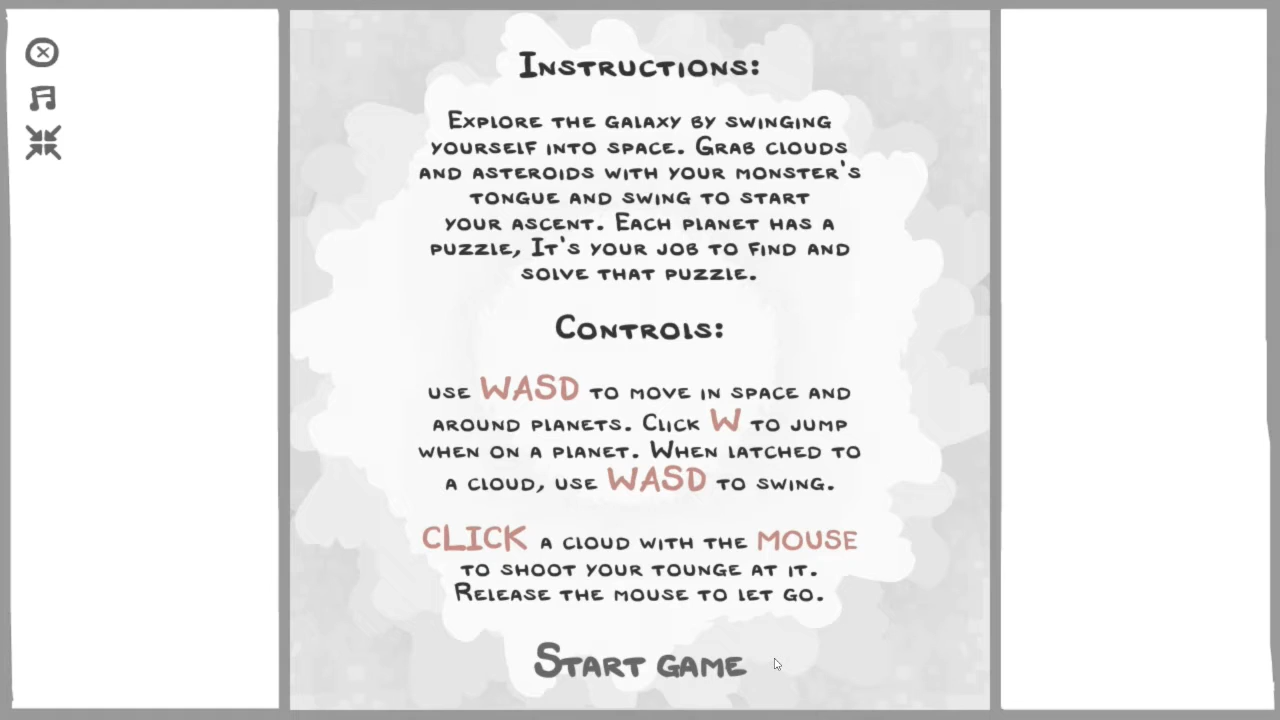 Instructions:
Explore the galaxy by swinging
yourself into space. Grab clouds
and asteroids with your monster's
tongue and swing to start
your ascent. Each planet has a
puzzle, It's your job to find and
solve that puzzle.
Controls:
use WASD to move in space and
around planets. Click W to jump
when on a planet. When latched to
a cloud, use WASD to swing.
CLICK a cloud with the MOUSE
to shoot your tounge at it.
Release the mouse to let go.
Start game